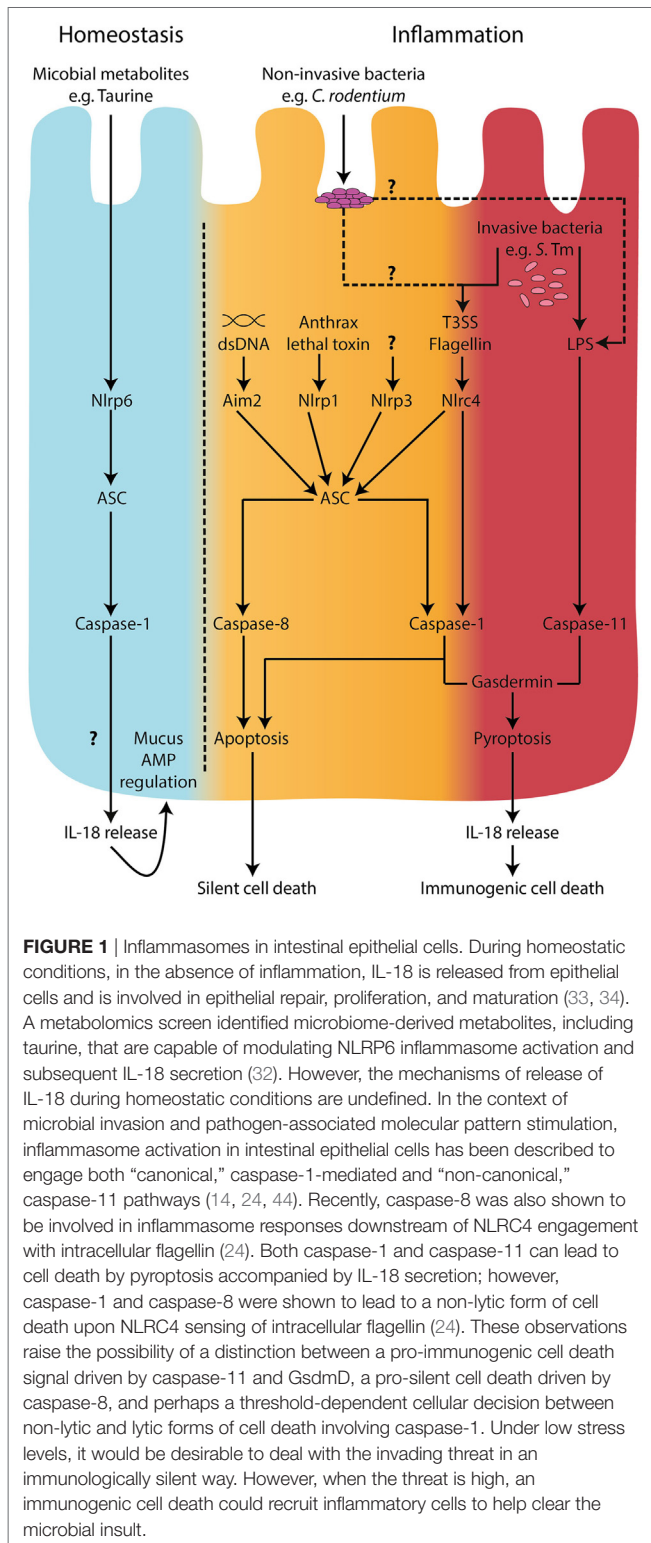 Homeostasis
Inflammation
Micobial metabolites
e.g. Taurine
Non-invasive bacteria
e.g. C. rodentium
?
Invasive bacteria
e.g. S. Tm
?
dsDNA
Anthrax
lethal toxin
?
T3SS
Flagellin
LPS
Nlrp6
Aim2
Nlrp1
Nlrp3
Nlrc4
ASC
ASC
Caspase-1
Caspase-8
Caspase-1
Caspase-11
Gasdermin
?
Mucus
AMP
regulation
Apoptosis
Pyroptosis
IL-18 release
IL-18 release
Silent cell death
Immunogenic cell death
FIGURE 1 | Inflammasomes in intestinal epithelial cells. During homeostatic
conditions, in the absence of inflammation, IL-18 is released from epithelial
cells and is involved in epithelial repair, proliferation, and maturation (33, 34).
A metabolomics screen identified microbiome-derived metabolites, including
taurine, that are capable of modulating NLRP6 inflammasome activation and
subsequent IL-18 secretion (32). However, the mechanisms of release of
IL-18 during homeostatic conditions are undefined. In the context of
microbial invasion and pathogen-associated molecular pattern stimulation,
inflammasome activation in intestinal epithelial cells has been described to
engage both “canonical,” caspase-1-mediated and “non-canonical,”
caspase-11 pathways (14, 24, 44). Recently, caspase-8 was also shown to
be involved in inflammasome responses downstream of NLRC4 engagement
with intracellular flagellin (24). Both caspase-1 and caspase-11 can lead to
cell death by pyroptosis accompanied by IL-18 secretion; however,
caspase-1 and caspase-8 were shown to lead to a non-lytic form of cell
death upon NLRC4 sensing of intracellular flagellin (24). These observations
raise the possibility of a distinction between a pro-immunogenic cell death
signal driven by caspase-11 and GsdmD, a pro-silent cell death driven by
caspase-8, and perhaps a threshold-dependent cellular decision between
non-lytic and lytic forms of cell death involving caspase-1. Under low stress
levels, it would be desirable to deal with the invading threat in an
immunologically silent way. However, when the threat is high, an
immunogenic cell death could recruit inflammatory cells to help clear the
microbial insult.